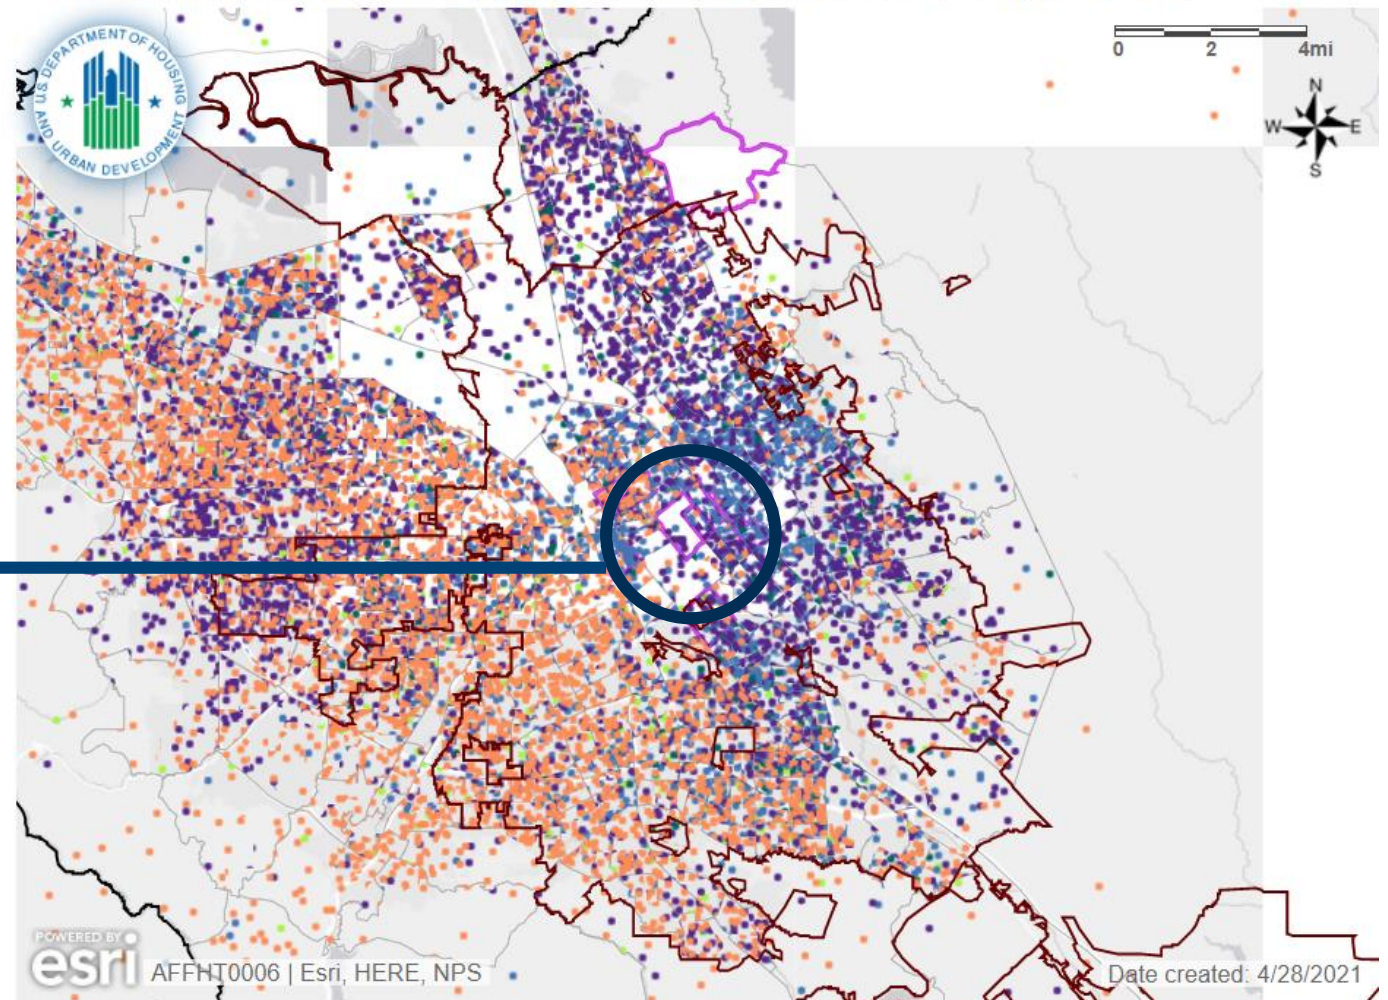 U.S. DEPARTMENT OF HOUSING
AND URBAN DEVELOPMENT
0 2 4mi
N
W E
S
POWERED BY
esri
AFFHT0006 | Esri, HERE, NPS
Date created: 4/28/2021